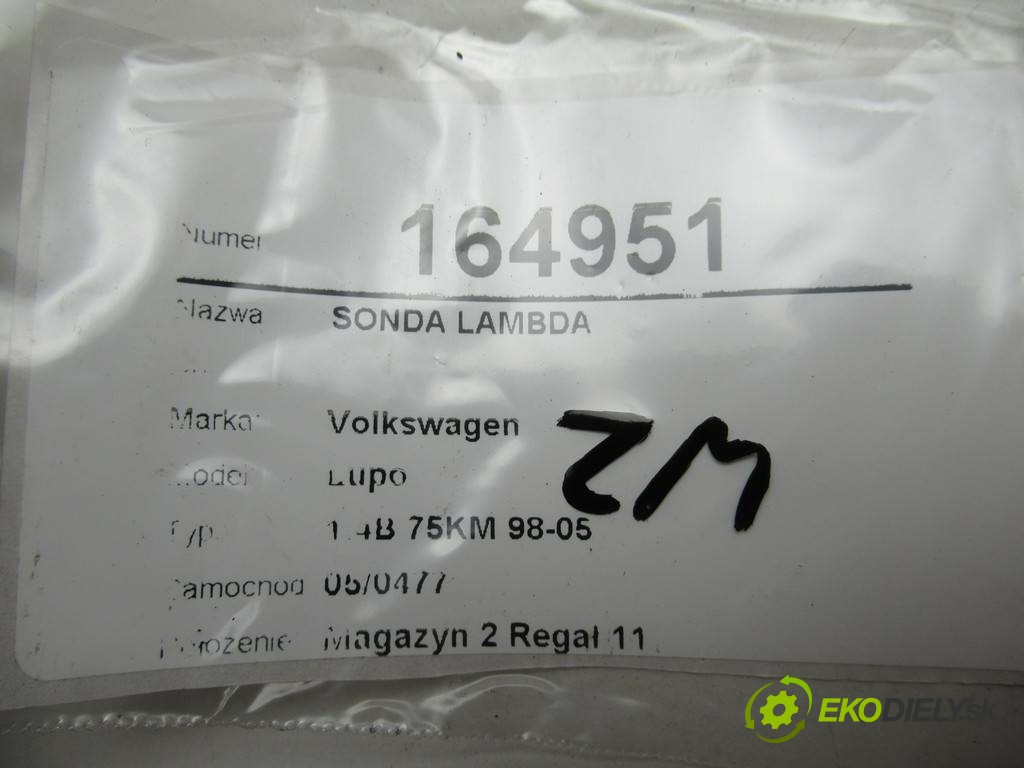 Numer 164951
Nazwa SONDA LAMBDA
Marka Volkswagen
Model Lupo
Typ 1.4B 75KM 98-05
Samochod 05/0477
Położenie Magazyn 2 Regał 11
ZM
EKODIELY.sk